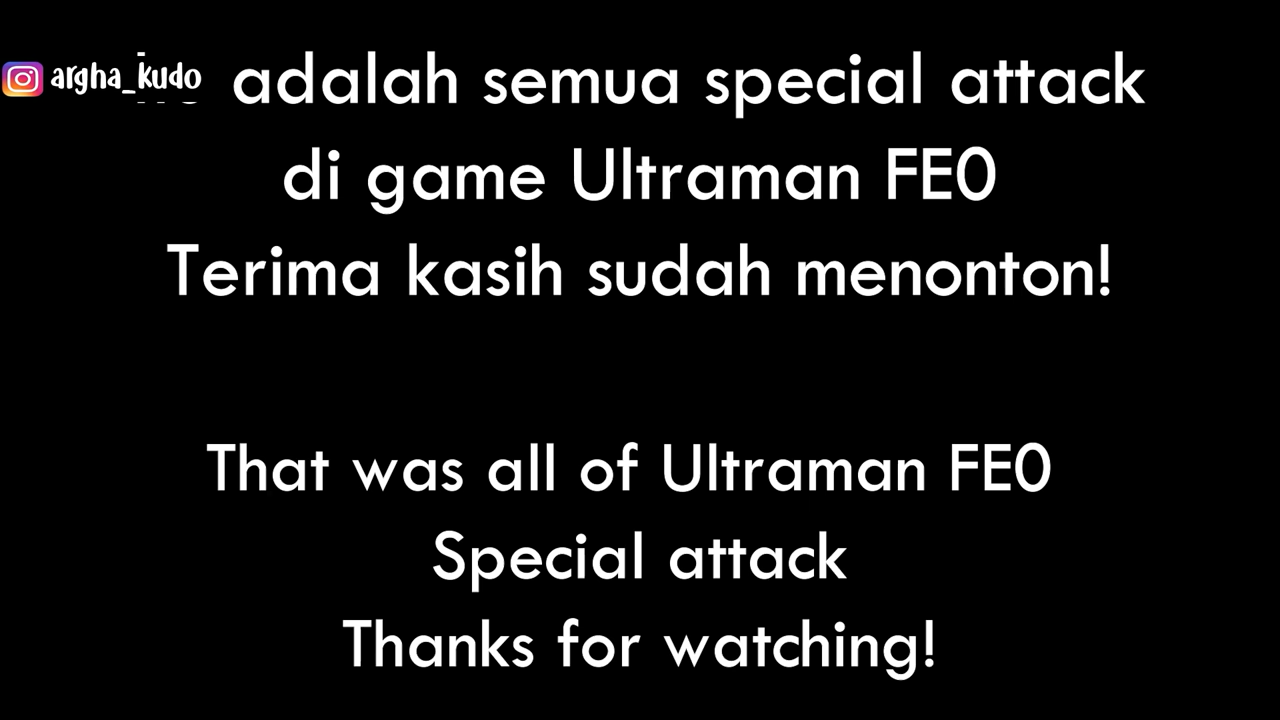 argha_kudo
adalah semua special attack
di game Ultraman FE0
Terima kasih sudah menonton!
That was all of Ultraman FE0
Special attack
Thanks for watching!